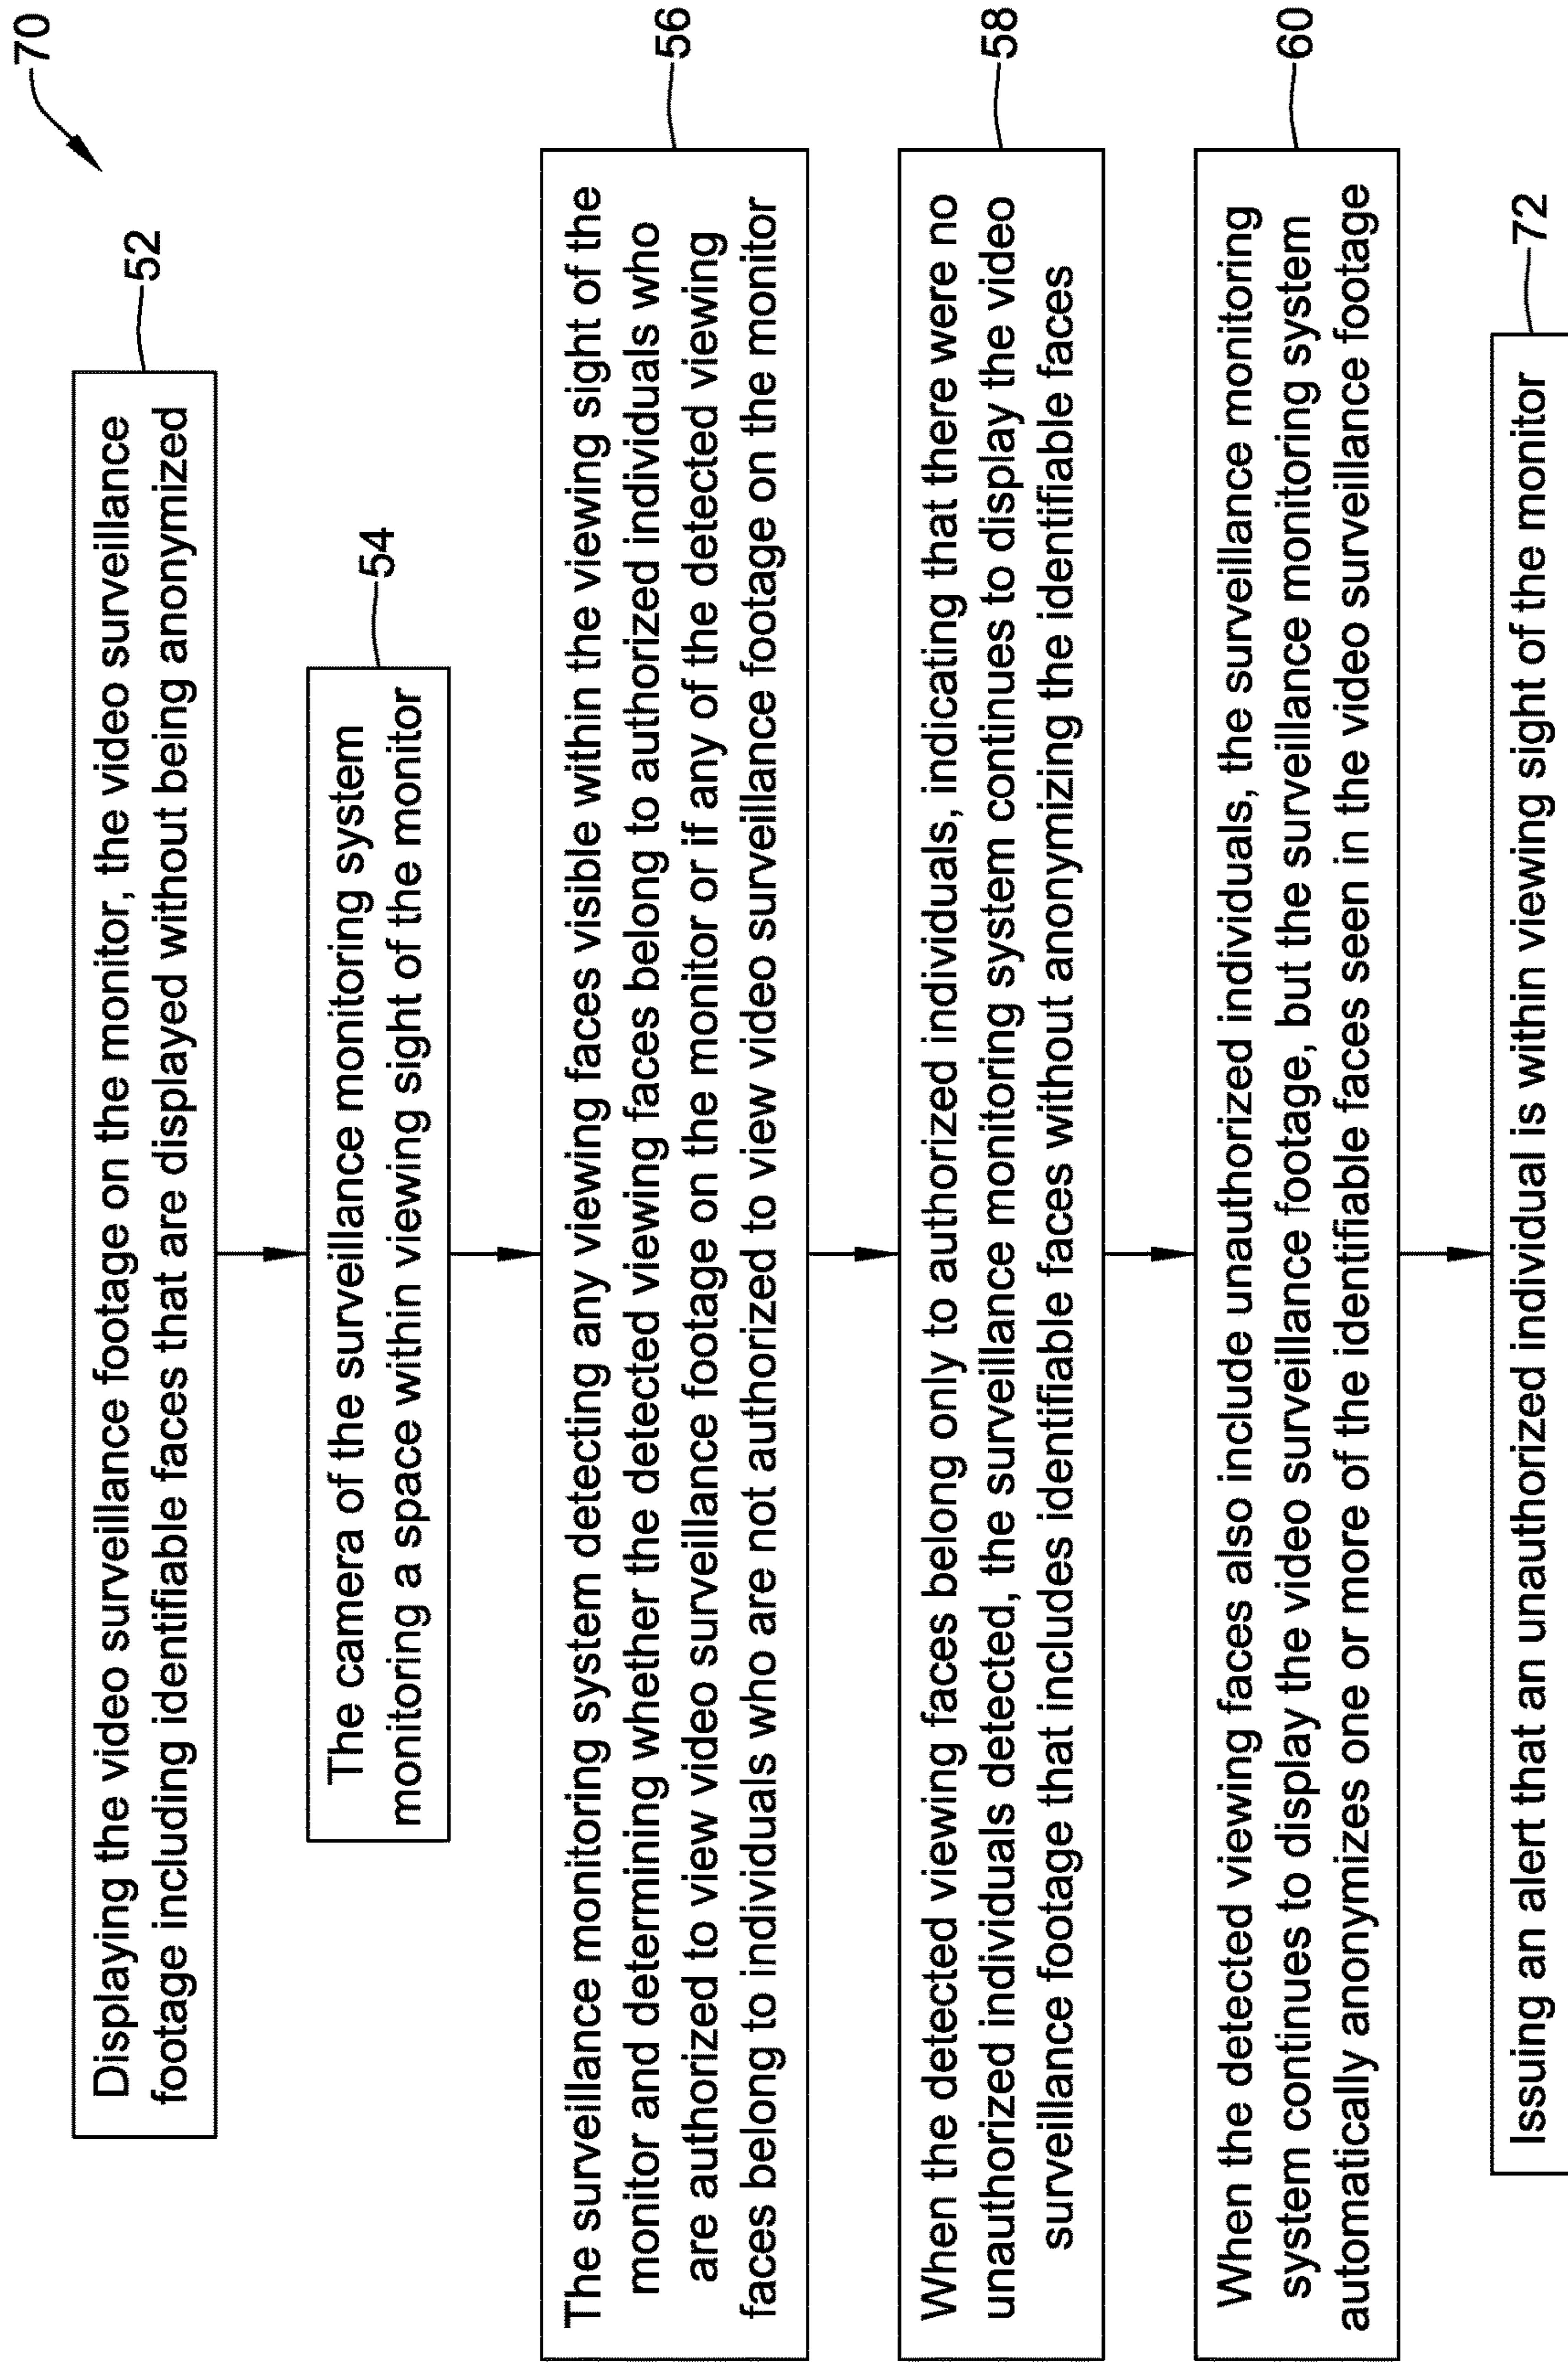 70
52
Displaying the video surveillance footage on the monitor, the video surveillance
footage including identifiable faces that are displayed without being anonymized
54
The camera of the surveillance monitoring system
monitoring a space within viewing sight of the monitor
56
The surveillance monitoring system detecting any viewing faces visible within the viewing sight of the
monitor and determining whether the detected viewing faces belong to authorized individuals who
are authorized to view video surveillance footage on the monitor or if any of the detected viewing
faces belong to individuals who are not authorized to view video surveillance footage on the monitor
58
When the detected viewing faces belong only to authorized individuals, indicating that there were no
unauthorized individuals detected, the surveillance monitoring system continues to display the video
surveillance footage that includes identifiable faces without anonymizing the identifiable faces
60
When the detected viewing faces also include unauthorized individuals, the surveillance monitoring
system continues to display the video surveillance footage, but the surveillance monitoring system
automatically anonymizes one or more of the identifiable faces seen in the video surveillance footage
72
Issuing an alert that an unauthorized individual is within viewing sight of the monitor